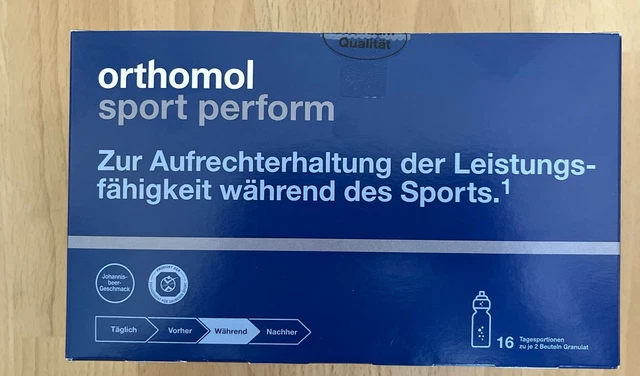 Qualität
orthomol
sport perform
Zur Aufrechterhaltung der Leistungs-
fähigkeit während des Sports.¹
Johannis-
beer-
Geschmack
Täglich
Vorher
Während
Nachher
16 Tagesportionen
zu je 2 Beuteln Granulat